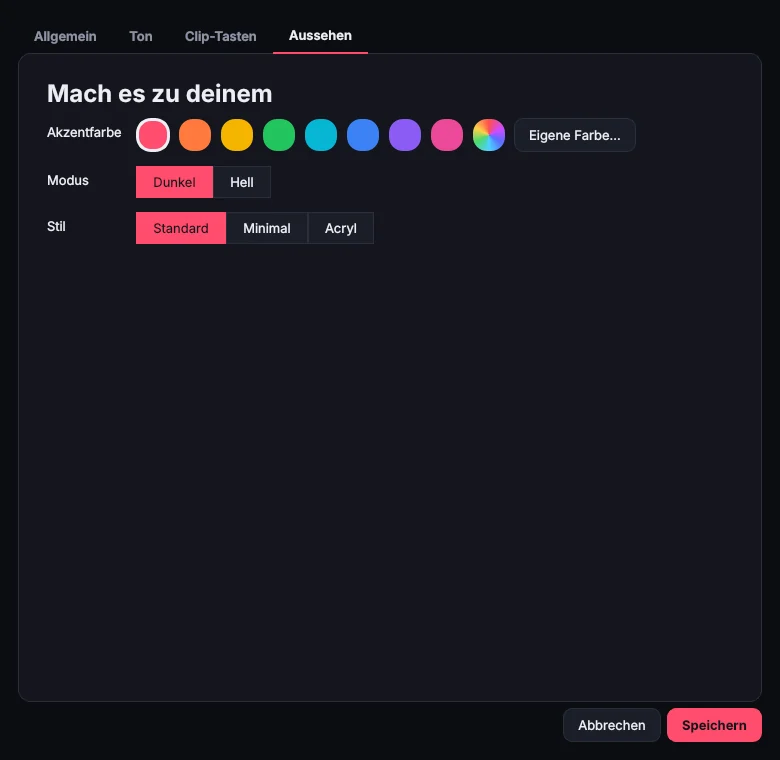 Allgemein Ton Clip-Tasten Aussehen
Mach es zu deinem
Akzentfarbe Eigene Farbe...
Modus Dunkel Hell
Stil Standard Minimal Acryl
Abbrechen Speichern